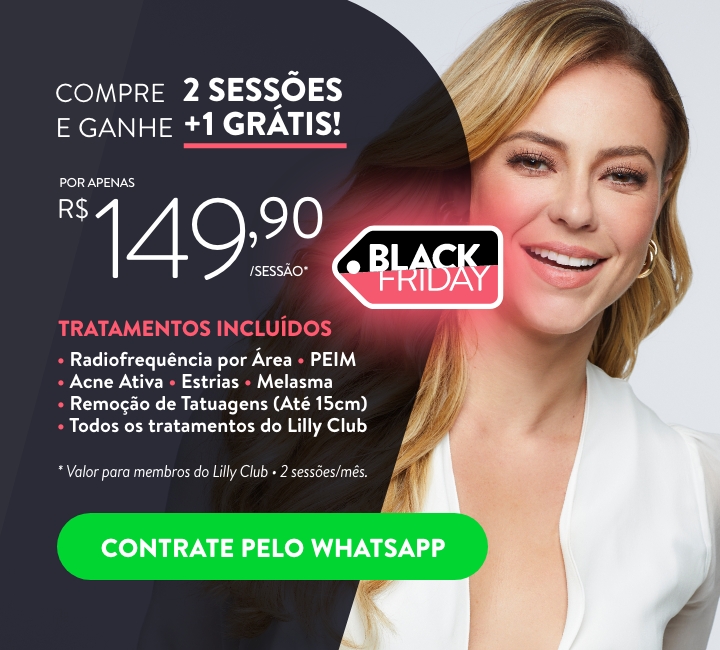 COMPRE 2 SESSÕES
E GANHE +1 GRÁTIS!
POR APENAS
R$ 149,90
/SESSÃO*
BLACK
FRIDAY
TRATAMENTOS INCLUÍDOS
• Radiofrequência por Área • PEIM
• Acne Ativa • Estrias • Melasma
• Remoção de Tatuagens (Até 15cm)
• Todos os tratamentos do Lilly Club
* Valor para membros do Lilly Club • 2 sessões/mês.
CONTRATE PELO WHATSAPP